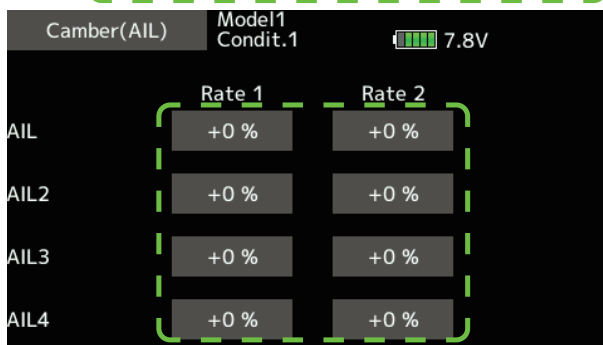 Camber(AIL)
Model1
Condit.1
7.8V
Rate 1 Rate 2
AIL +0 % +0 %
AIL2 +0 % +0 %
AIL3 +0 % +0 %
AIL4 +0 % +0 %